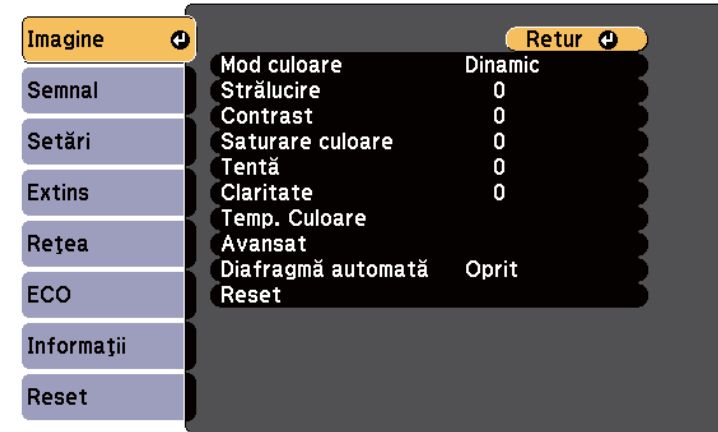 Imagine
Semnal
Setări
Extins
Reţea
ECO
Informaţii
Reset
Retur
Mod culoare Dinamic
Strălucire 0
Contrast 0
Saturare culoare 0
Tentă 0
Claritate 0
Temp. Culoare
Avansat
Diafragmă automată Oprit
Reset